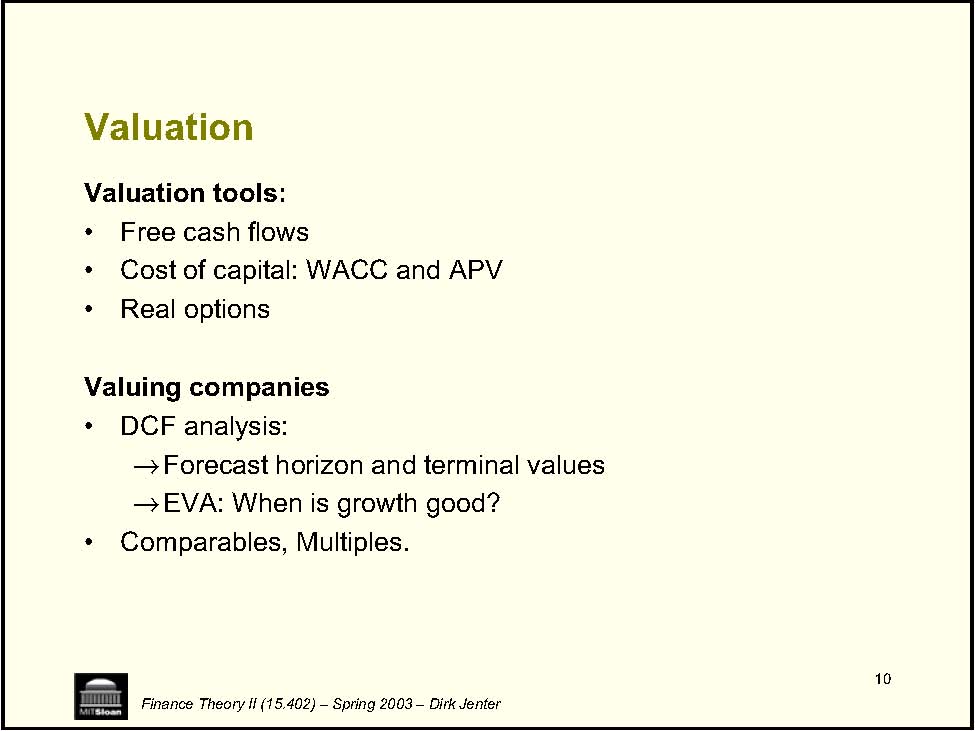 Valuation
Valuation tools:
• Free cash flows
• Cost of capital: WACC and APV
• Real options
Valuing companies
• DCF analysis:
→Forecast horizon and terminal values
→EVA: When is growth good?
• Comparables, Multiples.
10
MITSloan
Finance Theory II (15.402) – Spring 2003 – Dirk Jenter